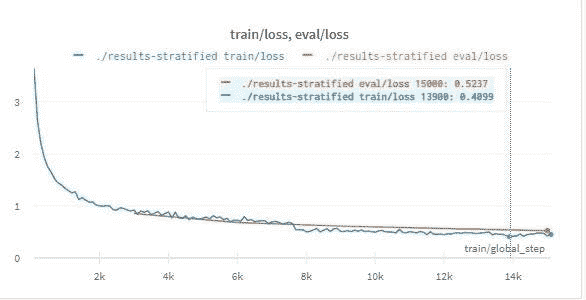 train/loss, eval/loss
./results-stratified train/loss ./results-stratified eval/loss
./results-stratified eval/loss 15000: 0.5237
./results-stratified train/loss 13900: 0.4099
3
2
1
0
train/global_step
2k 4k 6k 8k 10k 12k 14k